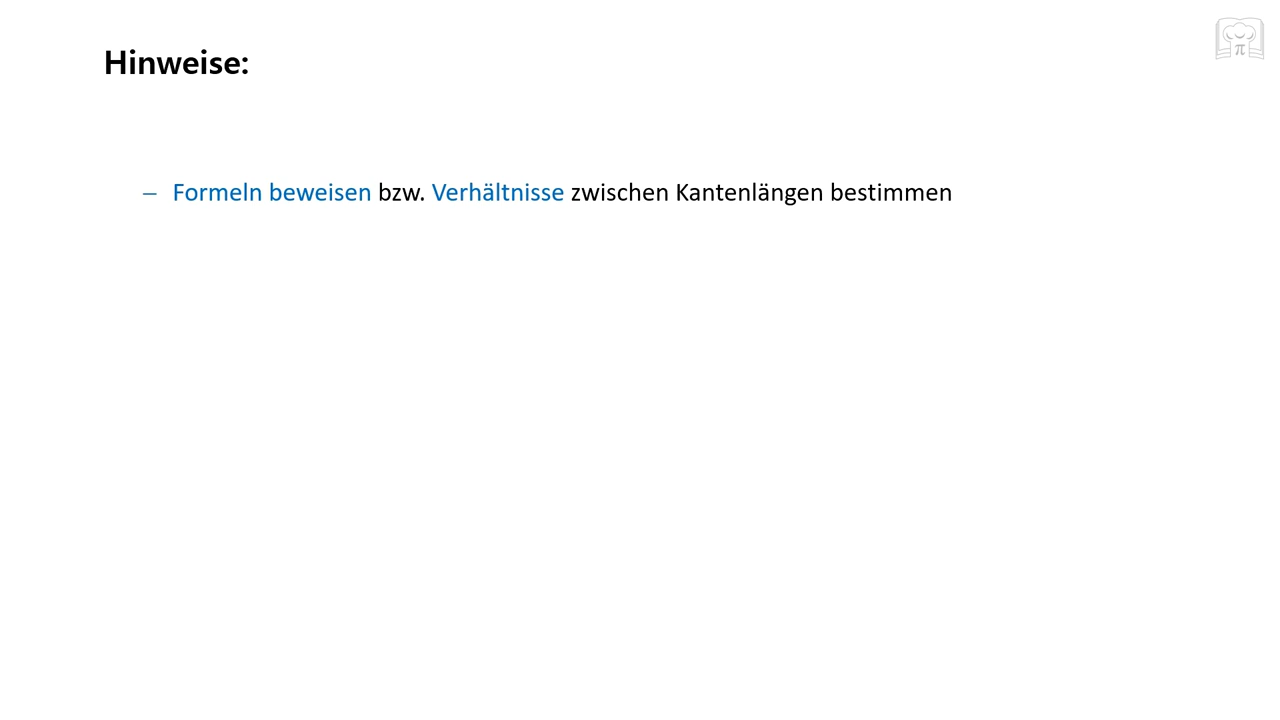 Hinweise:
– Formeln beweisen bzw. Verhältnisse zwischen Kantenlängen bestimmen
π